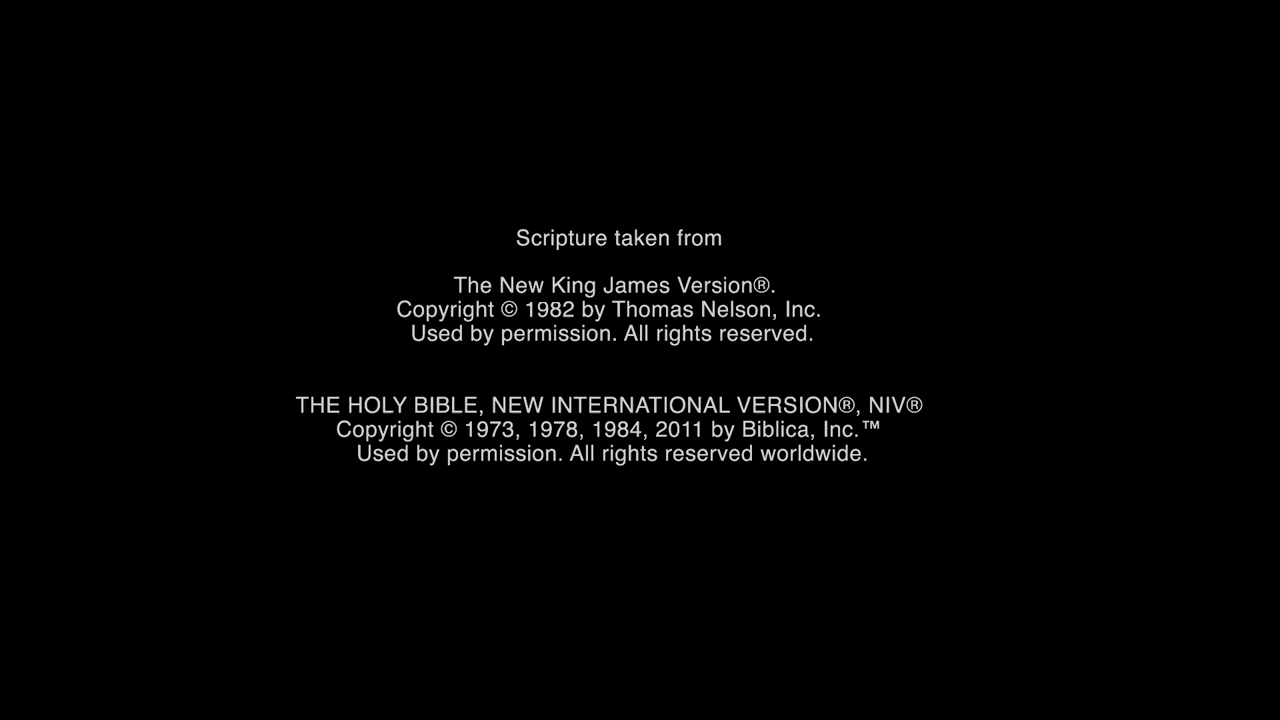 Scripture taken from
The New King James Version®.
Copyright © 1982 by Thomas Nelson, Inc.
Used by permission. All rights reserved.
THE HOLY BIBLE, NEW INTERNATIONAL VERSION®, NIV®
Copyright © 1973, 1978, 1984, 2011 by Biblica, Inc.™
Used by permission. All rights reserved worldwide.